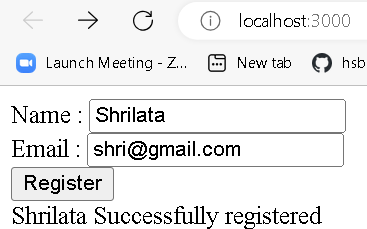 localhost:3000
Launch Meeting - Z... New tab hsb
Name : Shrilata
Email : shri@gmail.com
Register
Shrilata Successfully registered